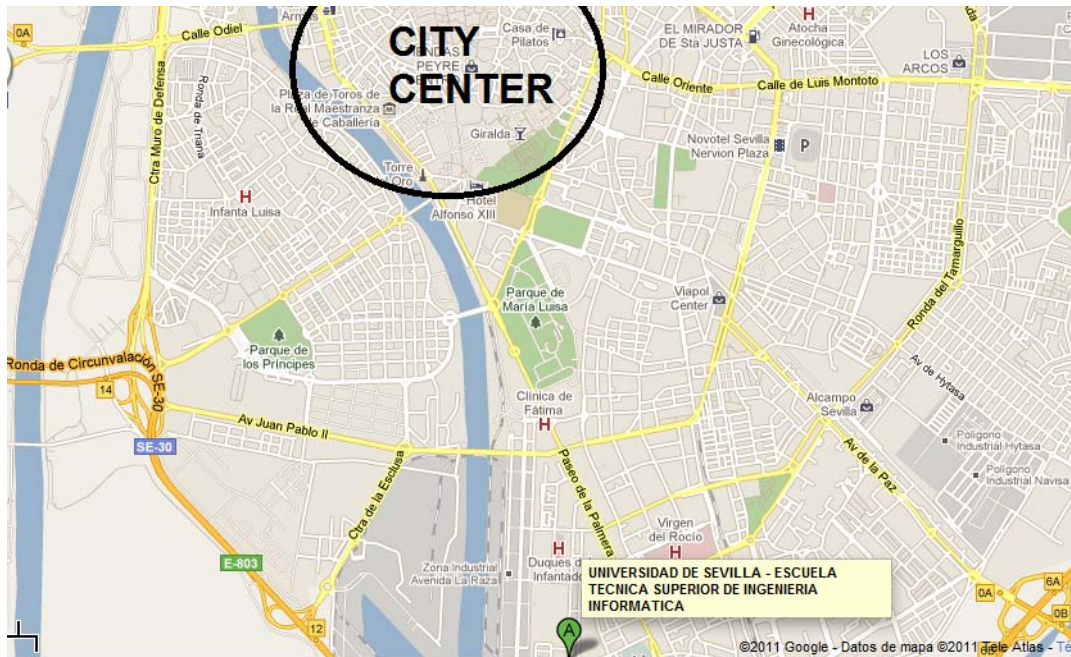 0A
Calle Odiel
Armas
CITY
CENTER
Casa de
Pilatos
EL MIRADOR
DE Sta JUSTA
H
Atocha
Ginecológica
LOS
ARCOS
Calle Oriente
Calle de Luis Montoto
Ctra Muro de Defensa
Ronda de Triana
Plaza de Toros de
la Real Maestranza
de Caballería
Giralda
Novotel Sevilla
Nervion Plaza
P
Torre
Oro
Hotel
Alfonso XIII
H
Infanta Luisa
Ronda del Tamarguillo
Parque de
María Luisa
Viapol
Center
Parque de
los Príncipes
Ronda de Circunvalación SE-30
14
SE-30
Av de Hytasa
Clínica de
Fátima
H
Alcampo
Sevilla
Av Juan Pablo II
Polígono
Industrial Hytasa
Polígono
Industrial Navisa
Av de la Paz
Paseo de la Palmera
Ctra de la Esclusa
Virgen
del Rocío
H
E-803
Zona Industrial
Avenida La Raza
H
Duques d
Infantado
UNIVERSIDAD DE SEVILLA - ESCUELA
TECNICA SUPERIOR DE INGENIERIA
INFORMATICA
0A
6A
0B
6B
12
A
©2011 Google - Datos de mapa ©2011 Tele Atlas -